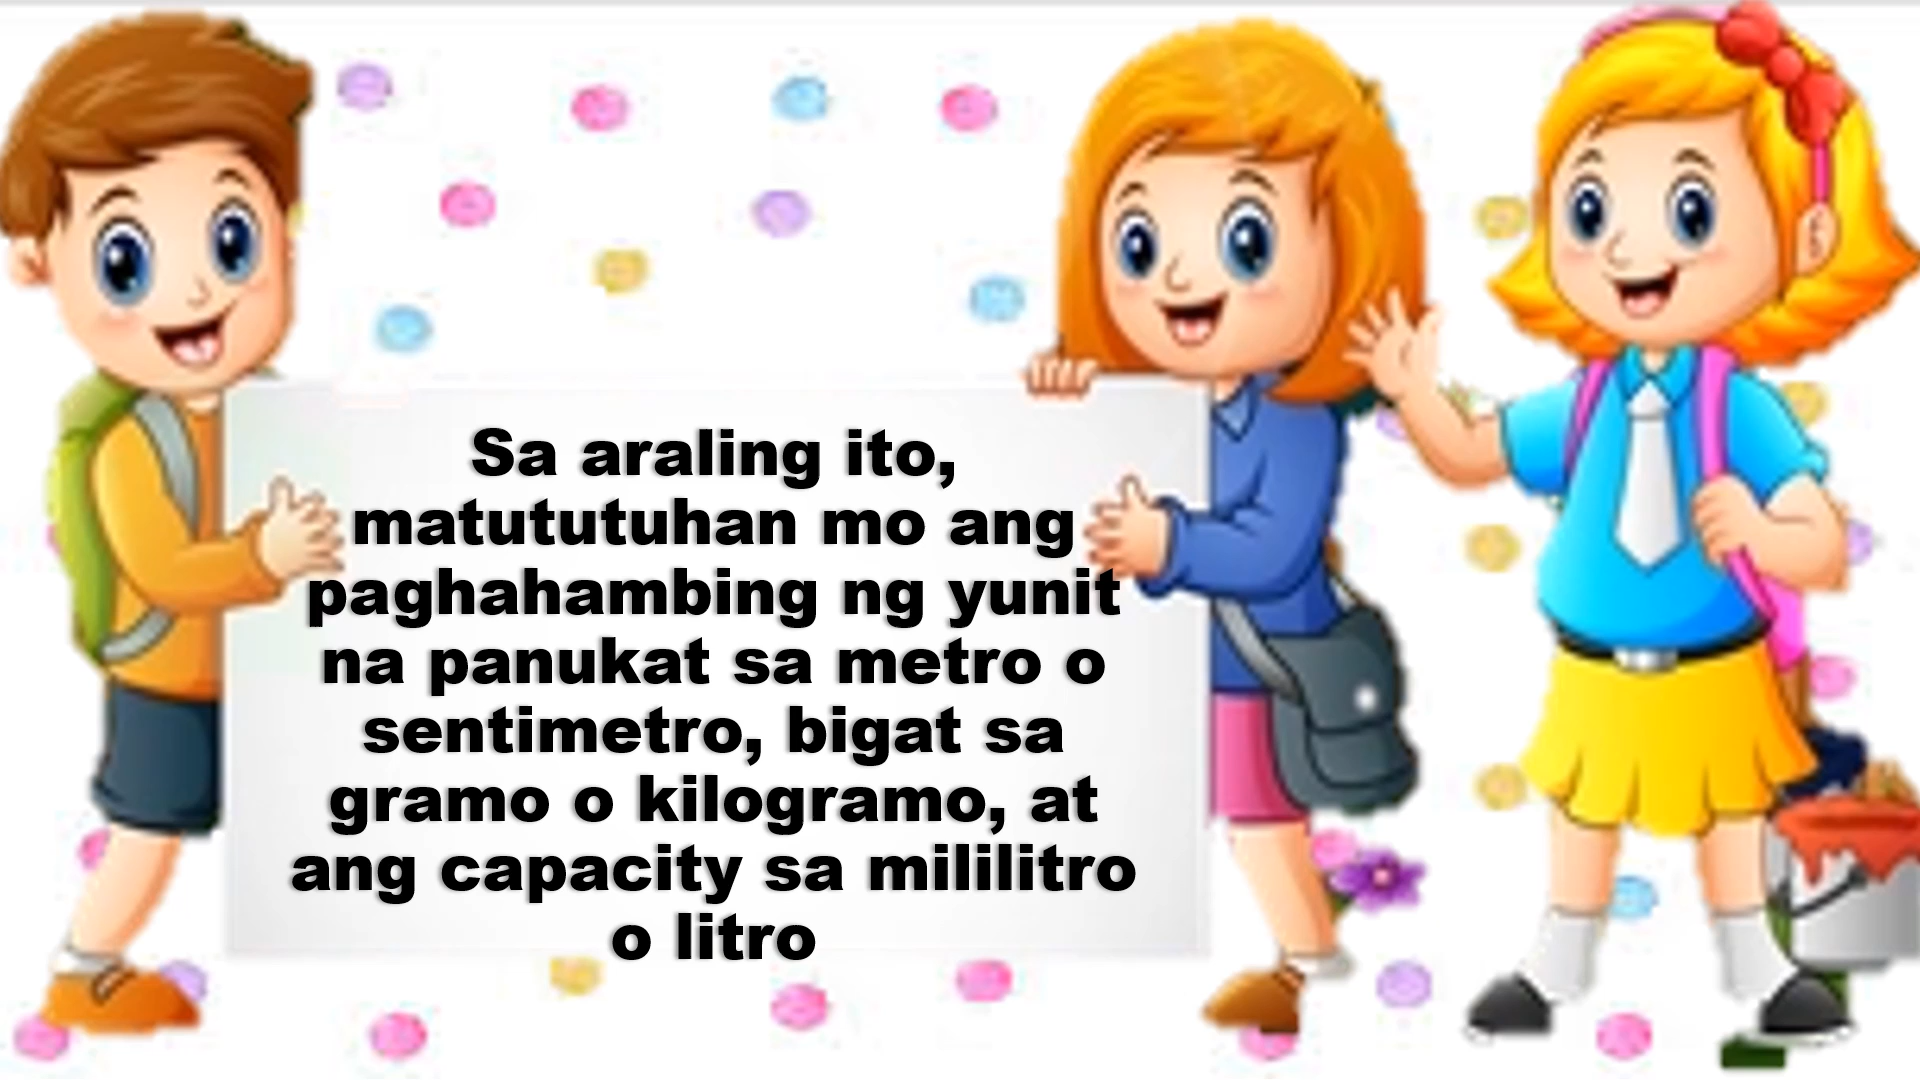 Sa araling ito,
matututuhan mo ang
paghahambing ng yunit
na panukat sa metro o
sentimetro, bigat sa
gramo o kilogramo, at
ang capacity sa mililitro
o litro